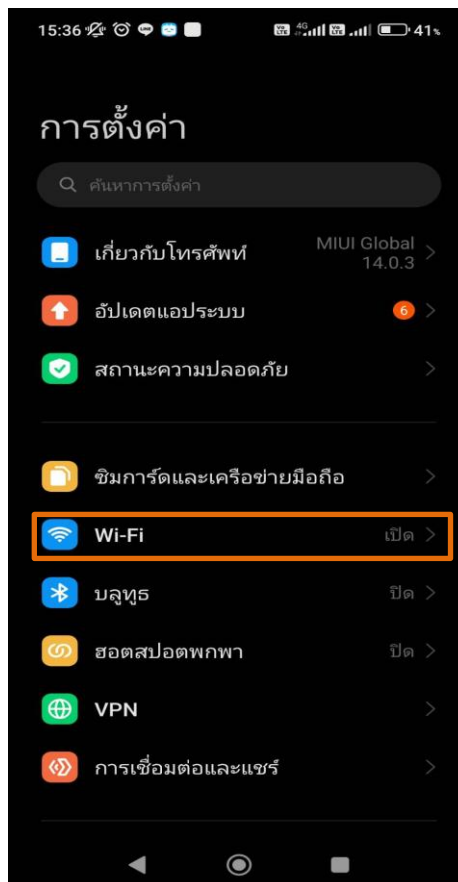 15:36 4G 41%
การตั้งค่า
ค้นหาการตั้งค่า
เกี่ยวกับโทรศัพท์ MIUI Global 14.0.3
อัปเดตแอประบบ 6
สถานะความปลอดภัย
ซิมการ์ดและเครือข่ายมือถือ
Wi-Fi เปิด
บลูทูธ ปิด
ฮอตสปอตพกพา ปิด
VPN
การเชื่อมต่อและแชร์